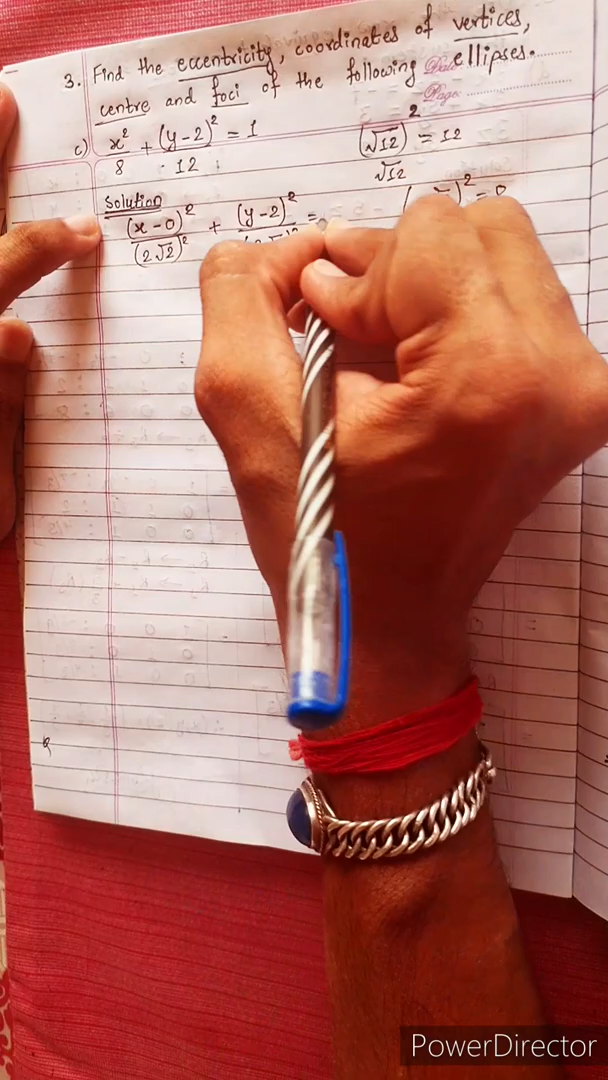 3. Find the eccentricity, coordinates of vertices,
centre and foci of the following ellipses.
Date
Page
c) x²/8 + (y-2)²/12 = 1
(√12)² = 12
√12
Solution
(x-0)²/(2√2)² + (y-2)² =
PowerDirector